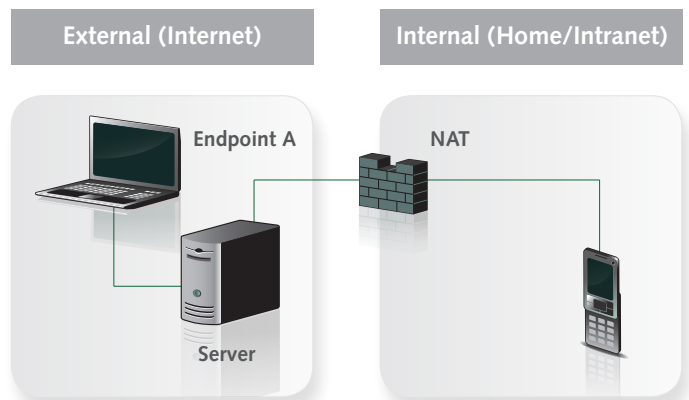 External (Internet)
Internal (Home/Intranet)
Endpoint A
NAT
Server